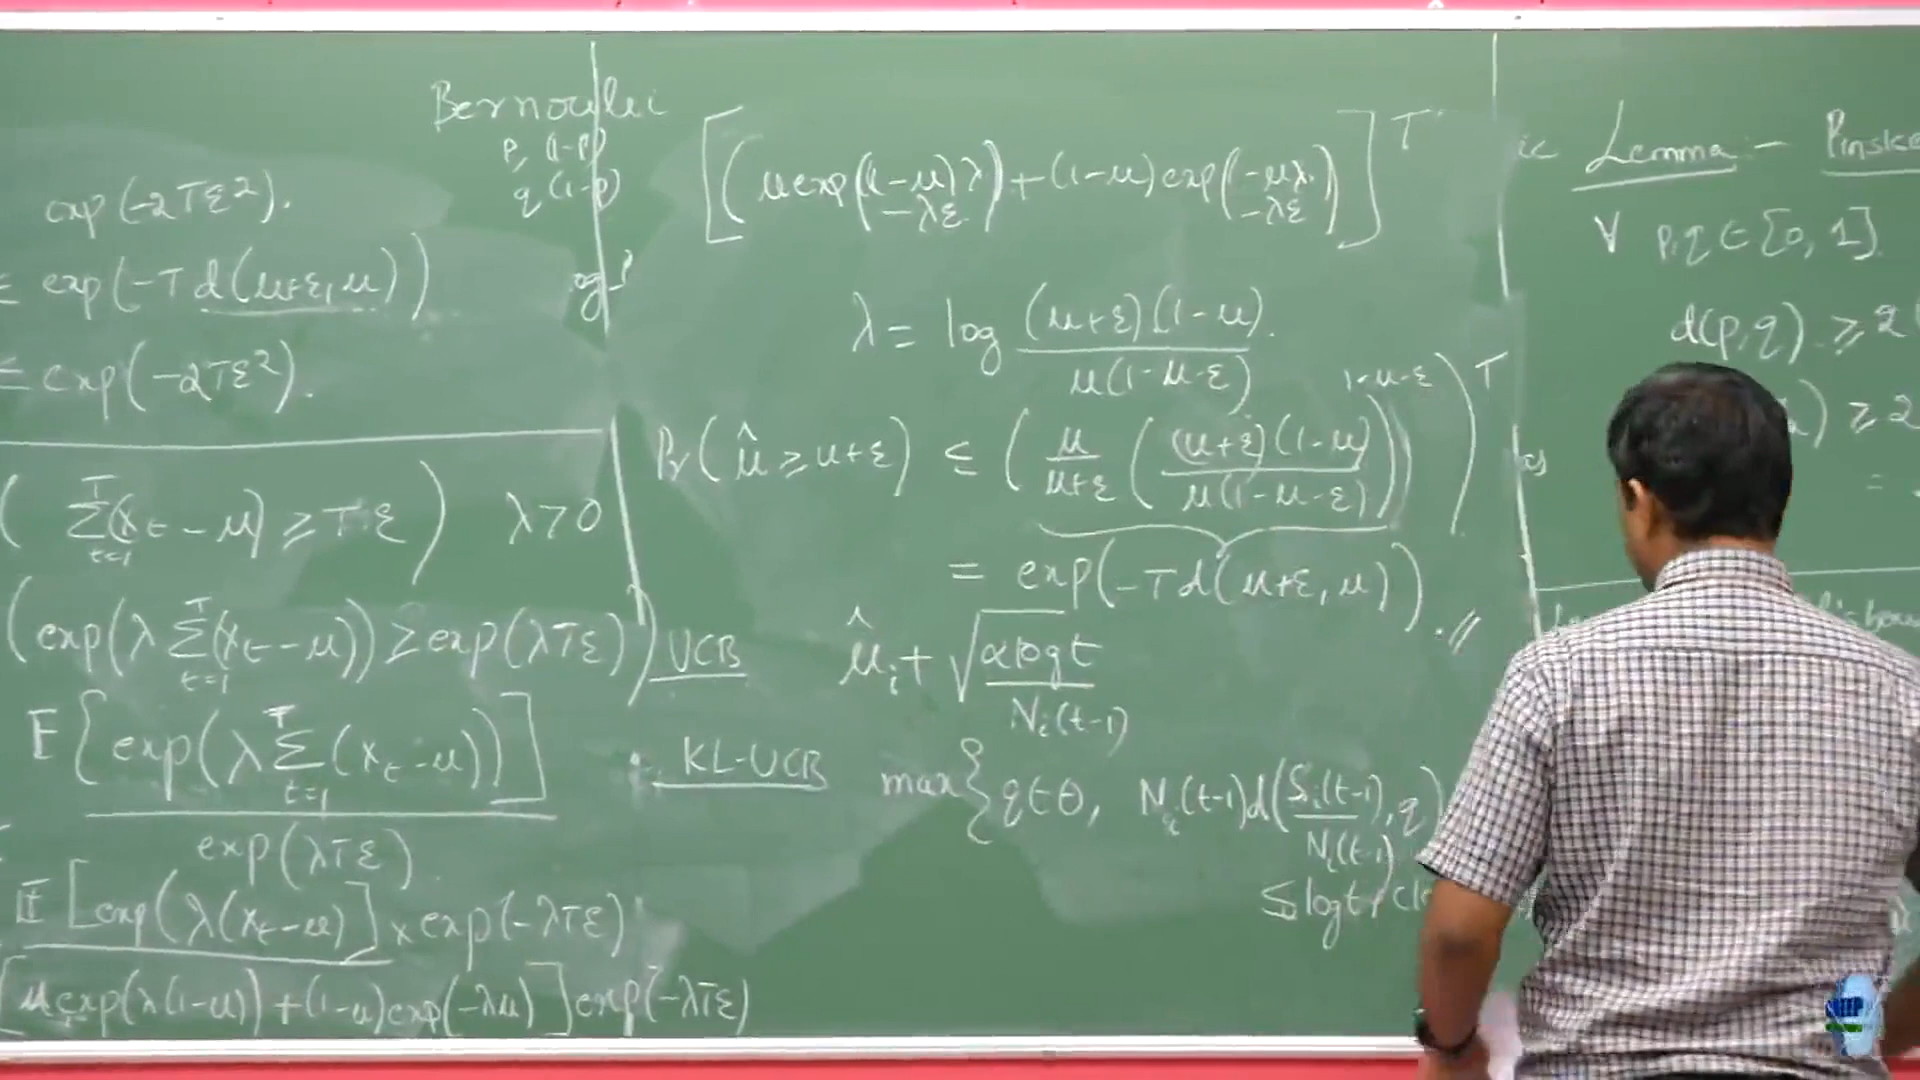 exp(-2Tε²).
≤ exp(-T d(μ+ε, μ))
≤ exp(-2Tε²).
( Σ_{t=1}^{T} (X_t - μ) ≥ Tε ) λ>0
(exp(λ Σ_{t=1}^{T} (X_t - μ)) ≥ exp(λTε))
E[exp(λ Σ_{t=1}^{T} (X_t - μ))]
exp(λTε).
E[exp(λ(X_t - μ)] x exp(-λTε)
[μ exp(λ(1-μ)) + (1-μ) exp(-λμ)] exp(-λTε)
Bernoulli
p, (1-p)
q (1-p)
[(μ exp((1-μ)λ - λε) + (1-μ) exp(-μλ - λε)]^T
λ = log (μ+ε)(1-μ) / μ(1-μ-ε)
Pr(μ̂ ≥ μ+ε) ≤ (μ/(μ+ε) ((μ+ε)(1-μ) / μ(1-μ-ε))^{1-μ-ε})^T
= exp(-T d(μ+ε, μ)).//
UCB μ̂_i + √(α log t / N_i(t-1))
KL-UCB max{q ∈ Θ, N_i(t-1) d(S_i(t-1)/N_i(t-1), q)
≤ log t + c
Lemma :- Pinske
∀ p,q ∈ [0, 1]
d(p,q) ≥ 2
) ≥ 2
=